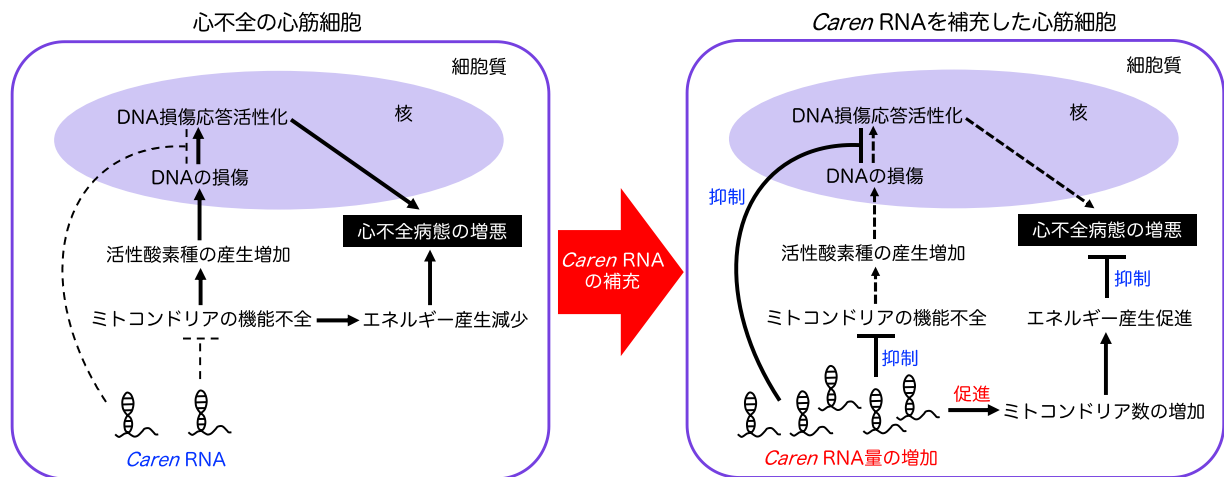 心不全の心筋細胞
細胞質
核
DNA損傷応答活性化
DNAの損傷
心不全病態の増悪
活性酸素種の産生増加
ミトコンドリアの機能不全
エネルギー産生減少
Caren RNA
Caren RNA
の補充
Caren RNAを補充した心筋細胞
細胞質
核
DNA損傷応答活性化
DNAの損傷
抑制
心不全病態の増悪
活性酸素種の産生増加
抑制
ミトコンドリアの機能不全
エネルギー産生促進
抑制
促進
ミトコンドリア数の増加
Caren RNA量の増加